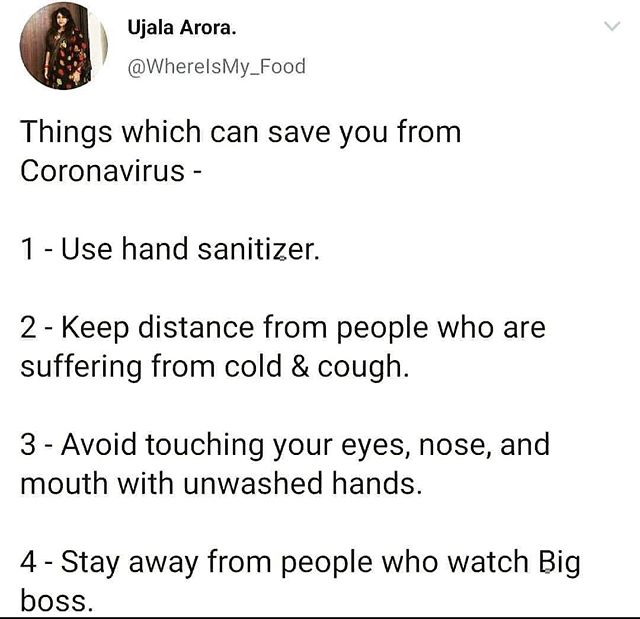 Ujala Arora.
@WhereIsMy_Food
Things which can save you from
Coronavirus -
1 - Use hand sanitizer.
2 - Keep distance from people who are
suffering from cold & cough.
3 - Avoid touching your eyes, nose, and
mouth with unwashed hands.
4 - Stay away from people who watch Big
boss.